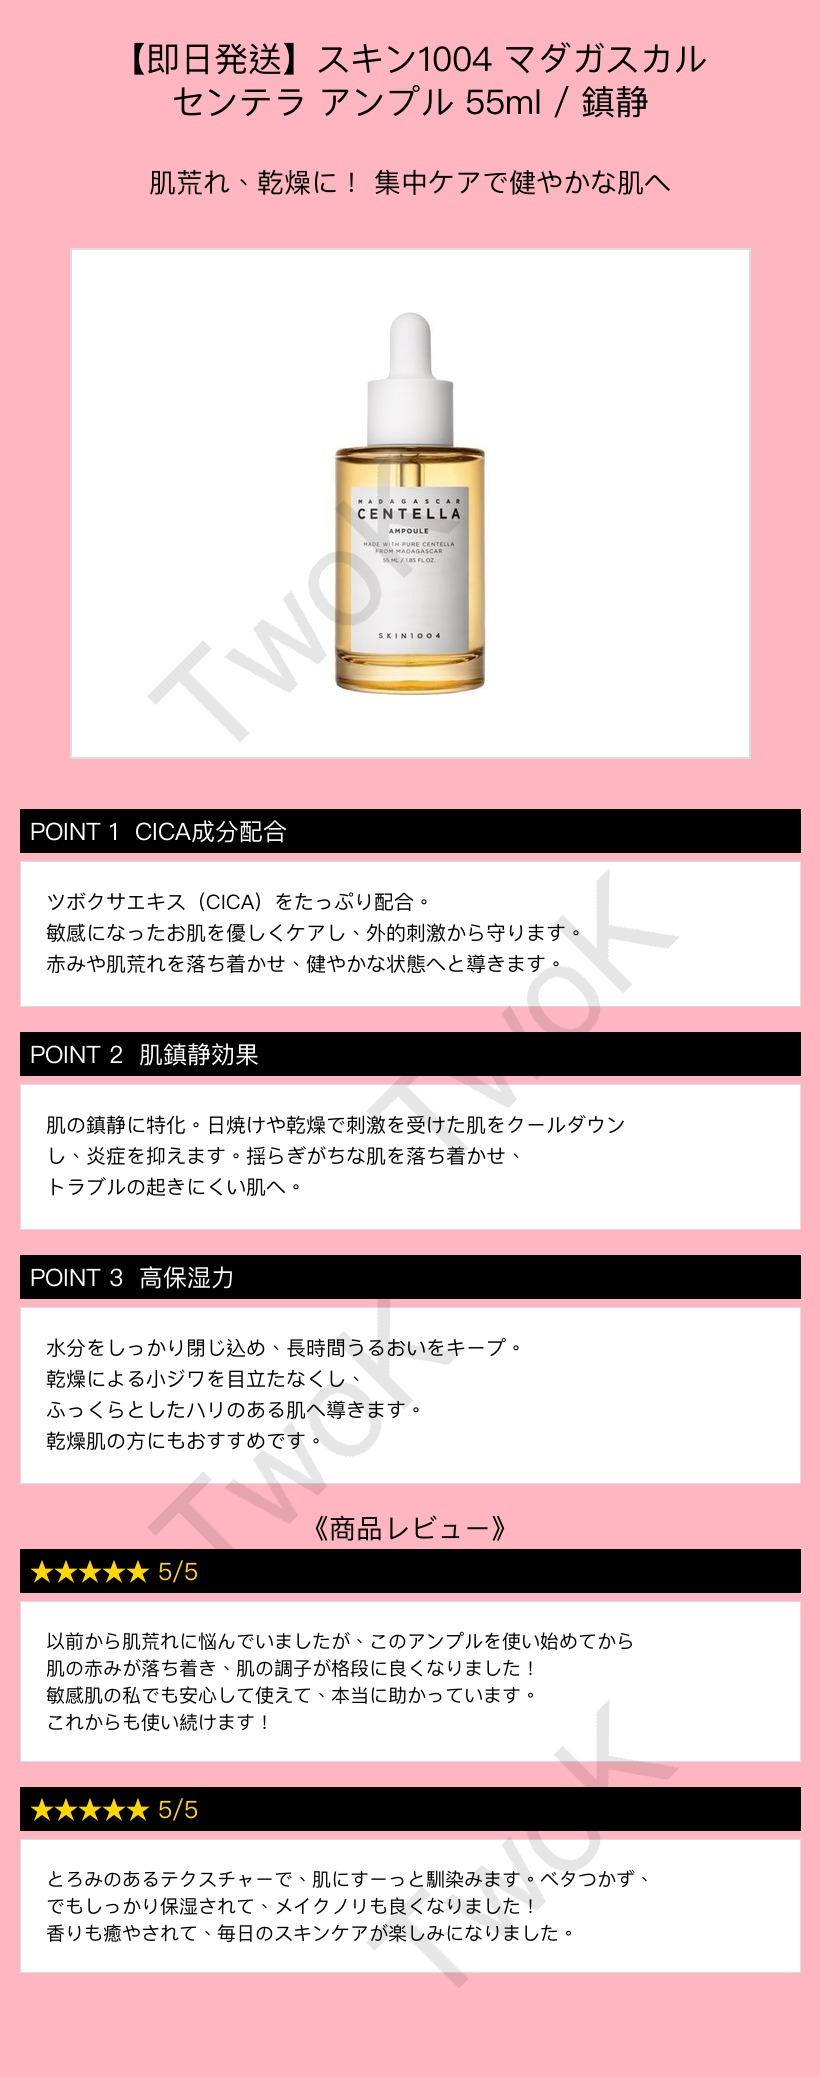 【即日発送】スキン1004 マダガスカル
センテラ アンプル 55ml / 鎮静
肌荒れ、乾燥に！ 集中ケアで健やかな肌へ
MADAGASCAR
CENTELLA
AMPOULE
MADE WITH PURE CENTELLA
FROM MADAGASCAR
55 ML / 1.85 FL.OZ.
SKIN1004
TwoK
POINT 1 CICA成分配合
ツボクサエキス（CICA）をたっぷり配合。
敏感になったお肌を優しくケアし、外的刺激から守ります。
赤みや肌荒れを落ち着かせ、健やかな状態へと導きます。
TwoK
POINT 2 肌鎮静効果
肌の鎮静に特化。日焼けや乾燥で刺激を受けた肌をクールダウン
し、炎症を抑えます。揺らぎがちな肌を落ち着かせ、
トラブルの起きにくい肌へ。
POINT 3 高保湿力
水分をしっかり閉じ込め、長時間うるおいをキープ。
乾燥による小ジワを目立たなくし、
ふっくらとしたハリのある肌へ導きます。
乾燥肌の方にもおすすめです。
TwoK
《商品レビュー》
★★★★★ 5/5
以前から肌荒れに悩んでいましたが、このアンプルを使い始めてから
肌の赤みが落ち着き、肌の調子が格段に良くなりました！
敏感肌の私でも安心して使えて、本当に助かっています。
これからも使い続けます！
★★★★★ 5/5
とろみのあるテクスチャーで、肌にすーっと馴染みます。ベタつかず、
でもしっかり保湿されて、メイクノリも良くなりました！
香りも癒やされて、毎日のスキンケアが楽しみになりました。
TwoK